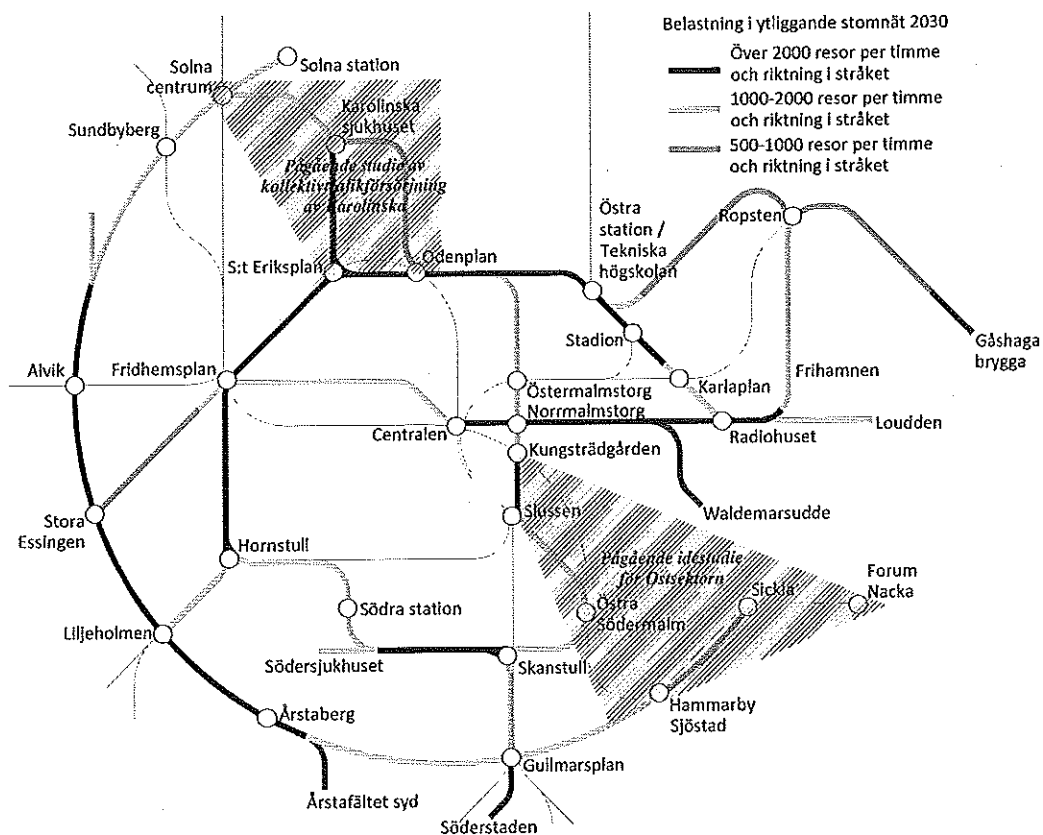 Belastning i ytliggande stomnät 2030
Över 2000 resor per timme
och riktning i stråket
1000-2000 resor per timme
och riktning i stråket
500-1000 resor per timme
och riktning i stråket
Solna station
Solna
centrum
Karolinska
sjukhuset
Sundbyberg
Pågående studie av
kollektivtrafikförsörjning
av Karolinska
Östra
station /
Tekniska
högskolan
Ropsten
S:t Eriksplan
Odenplan
Stadion
Gåshaga
brygga
Alvik
Fridhemsplan
Karlaplan
Frihamnen
Östermalmstorg
Norrmalmstorg
Centralen
Radiohuset
Loudden
Kungsträdgården
Slussen
Waldemarsudde
Stora
Essingen
Hornstull
Pågående idéstudie
för Ostsektorn
Forum
Nacka
Sickla
Södra station
Östra
Södermalm
Liljeholmen
Södersjukhuset
Skanstull
Hammarby
Sjöstad
Årstaberg
Gullmarsplan
Årstafältet syd
Söderstaden